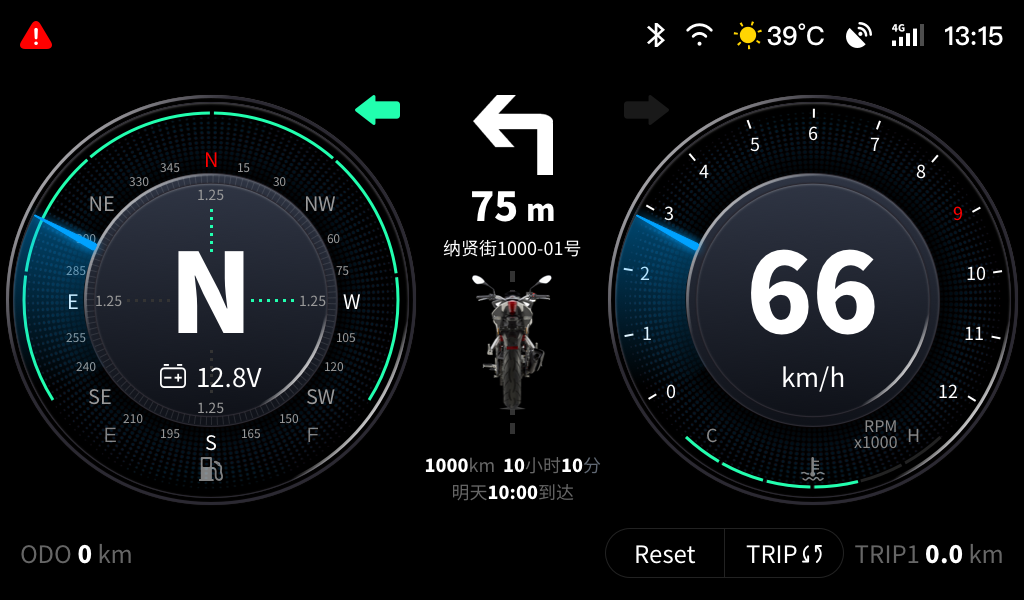 39°C 4G 13:15
N
345 15
330 30
NE 1.25 NW
60
285 75
E 1.25 N 1.25 W
255 105
240 12.8V 120
SE 1.25 SW
210 150
E 195 165 F
S
75 m
纳贤街1000-01号
1000km 10小时10分
明天10:00到达
6
5 7
4 8
3 9
2 10
66
1 11
km/h
0 12
C RPM H
x1000
ODO 0 km
Reset TRIP TRIP1 0.0 km